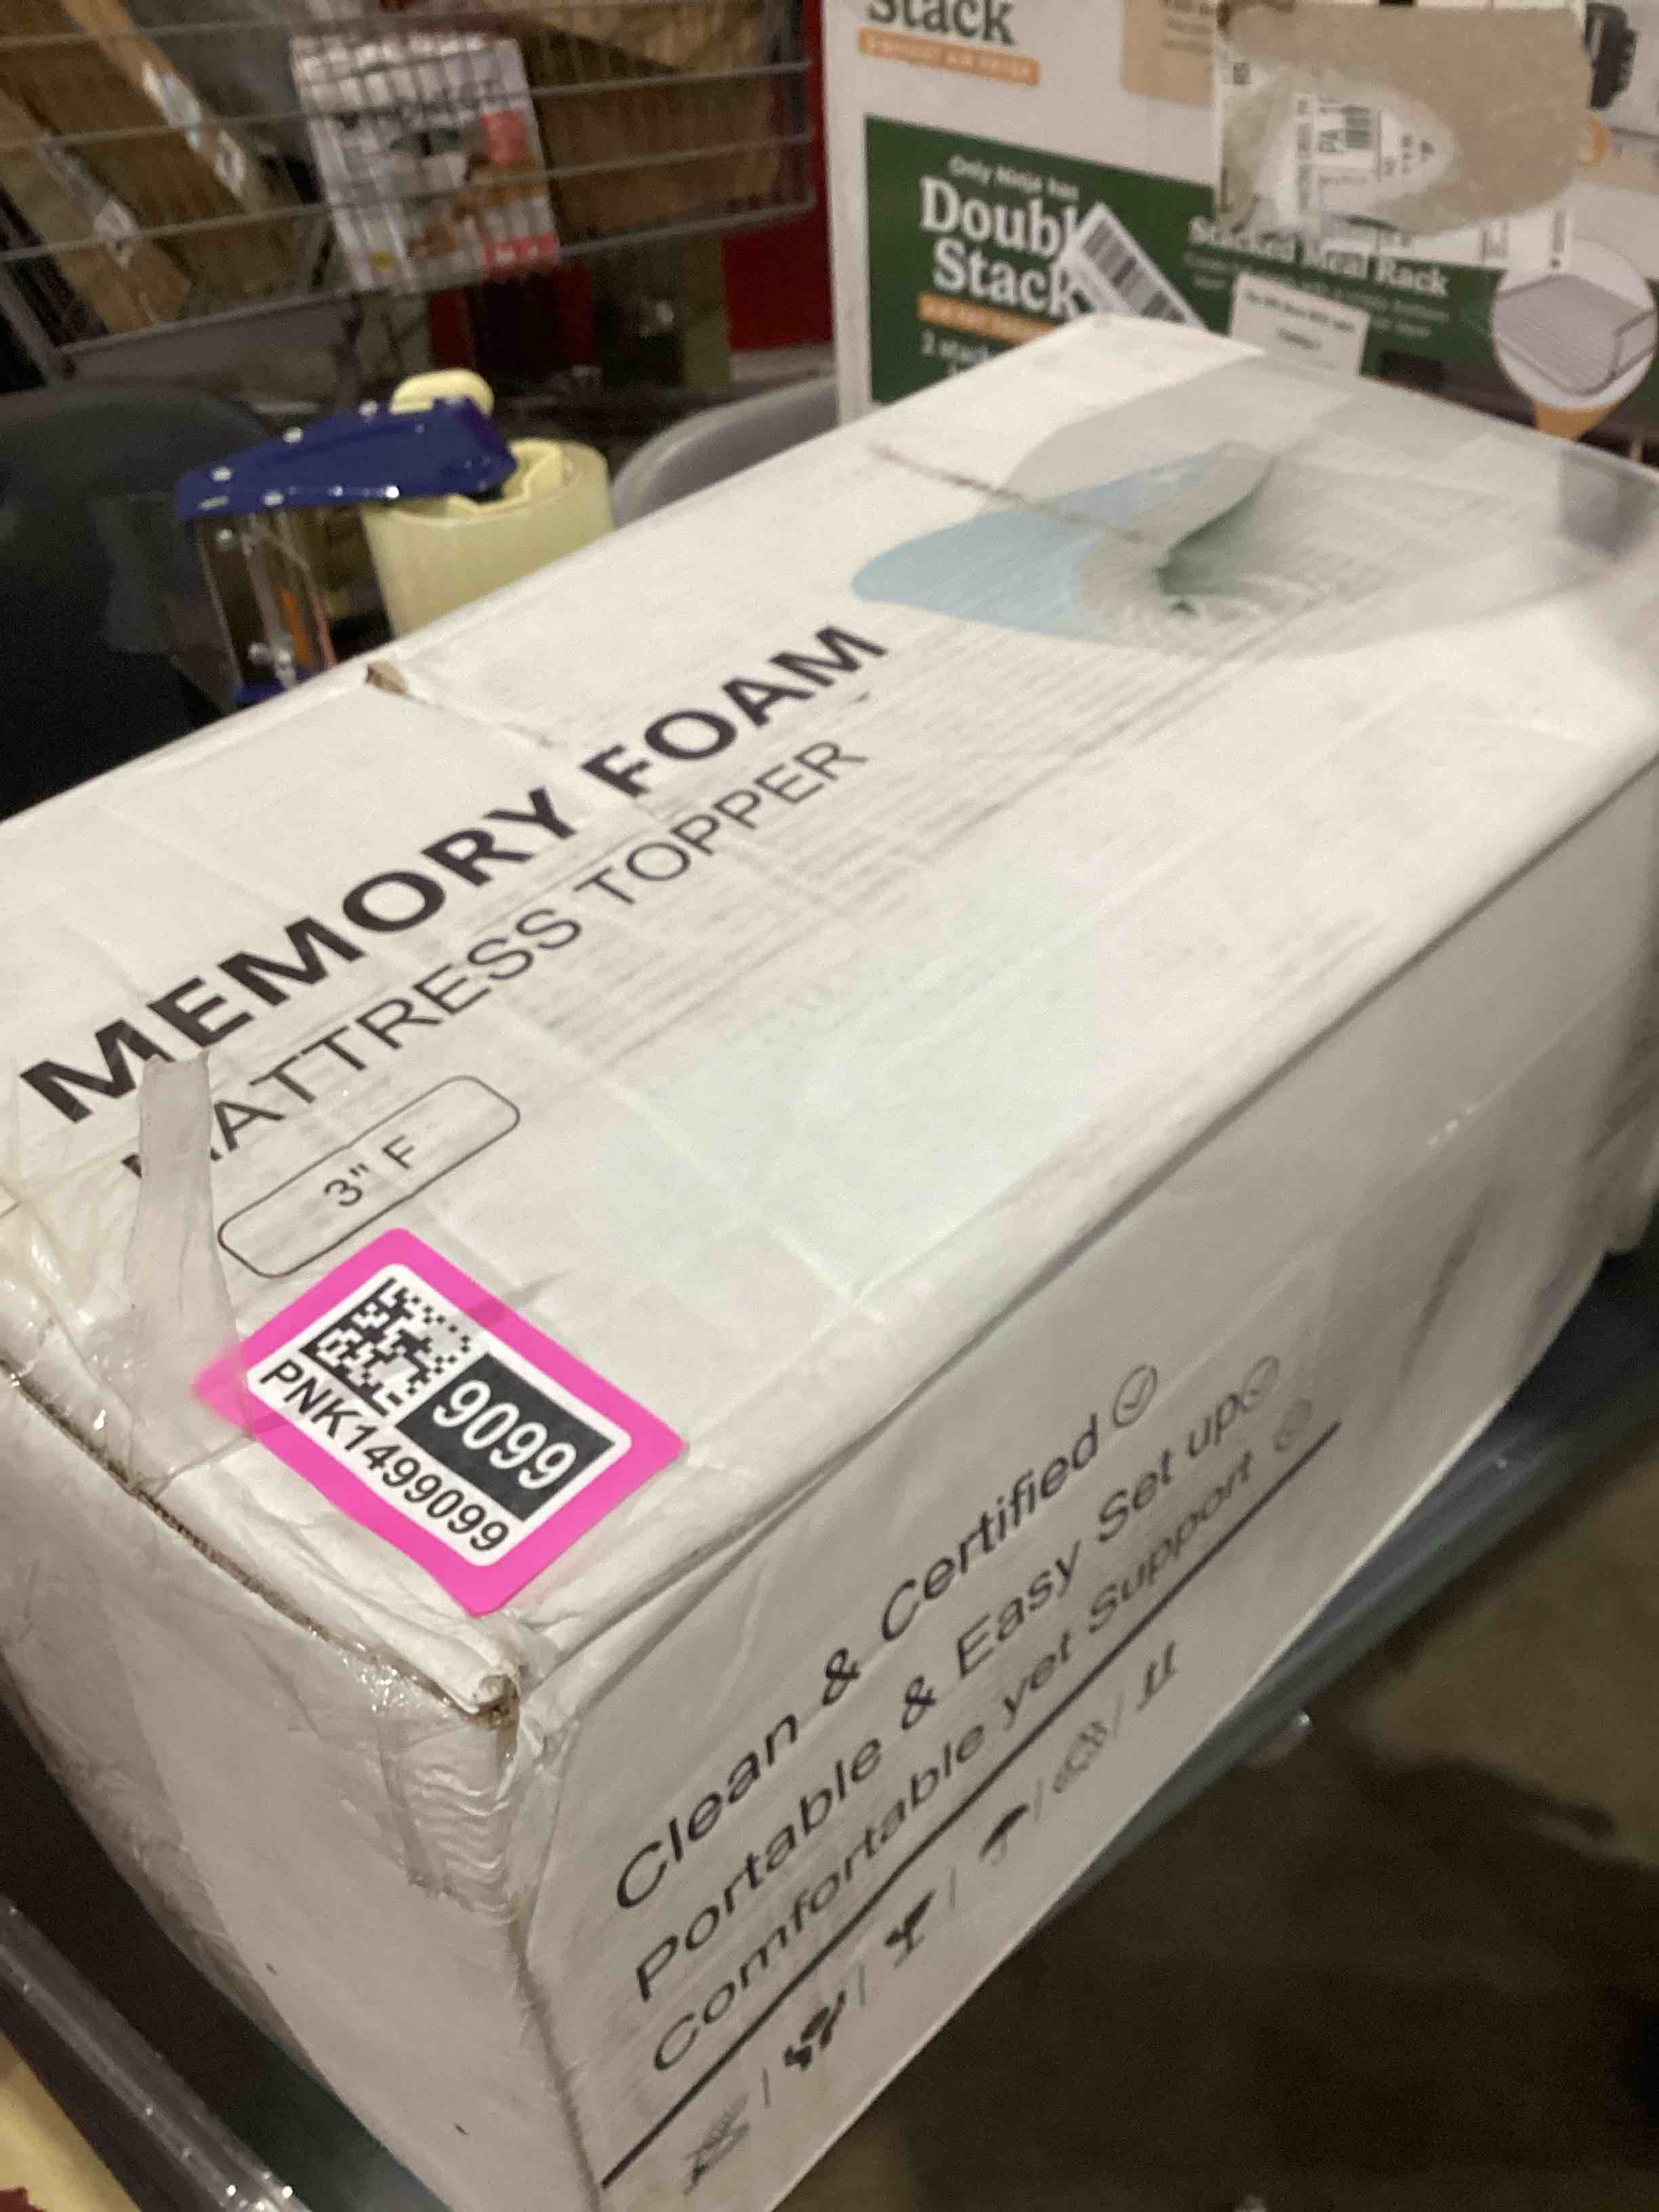 Stack
Only Ninja has
Doubl
Stack
Stacked Meal Rack
MEMORY FOAM
MATTRESS TOPPER
3" F
9099
PNK1499099
Clean & Certified
Portable & Easy Set up
Comfortable yet Support